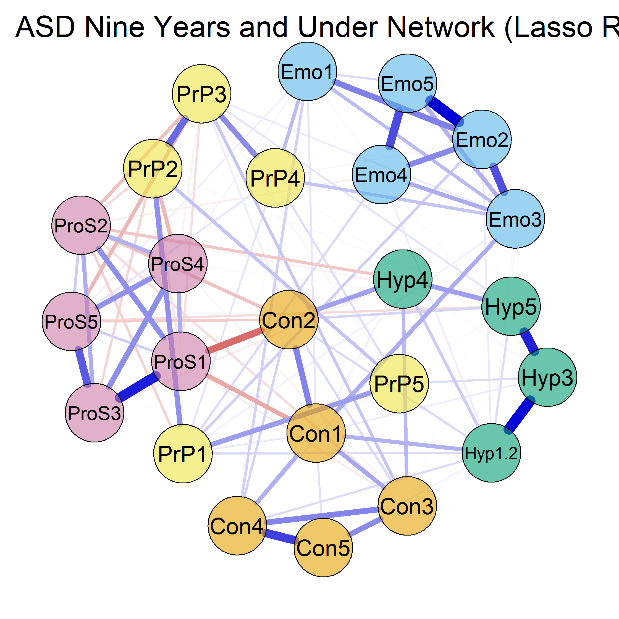 ASD Nine Years and Under Network (Lasso R
Emo1
Emo5
PrP3
Emo2
PrP2
PrP4
Emo4
ProS2
Emo3
ProS4
Hyp4
ProS5
Con2
Hyp5
ProS1
PrP5
Hyp3
ProS3
Con1
PrP1
Hyp1.2
Con4
Con3
Con5